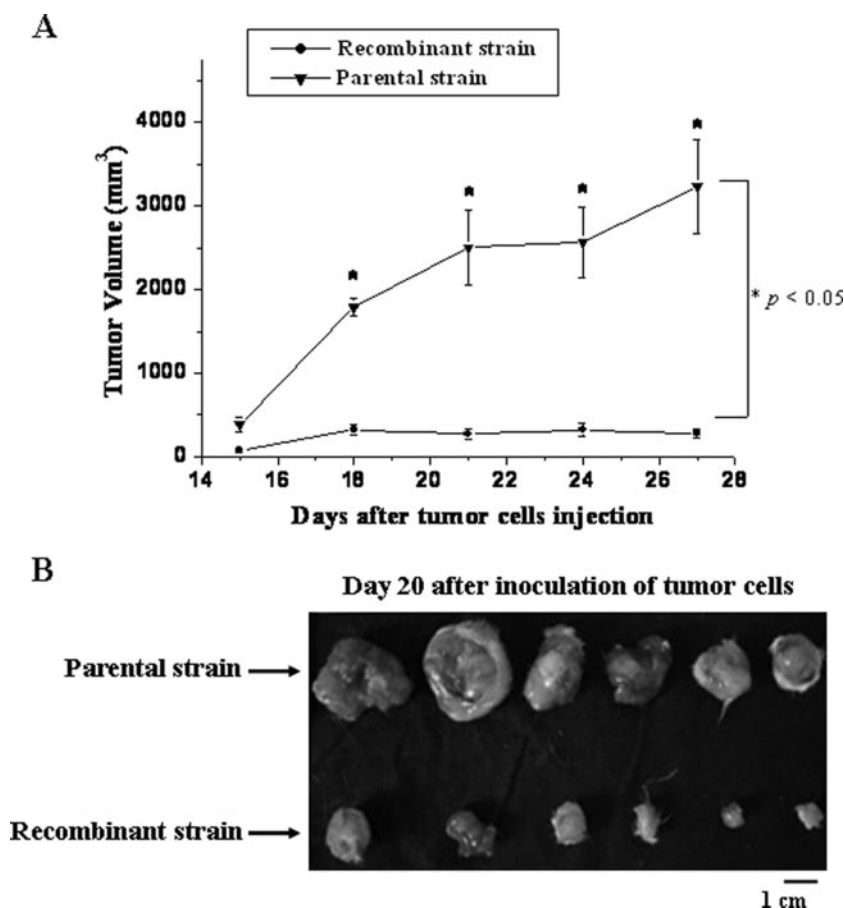 A
Recombinant strain
Parental strain
Tumor Volume (mm³)
4000
3000
2000
1000
0
14 16 18 20 22 24 26 28
Days after tumor cells injection
* p < 0.05
B
Day 20 after inoculation of tumor cells
Parental strain
Recombinant strain
1 cm